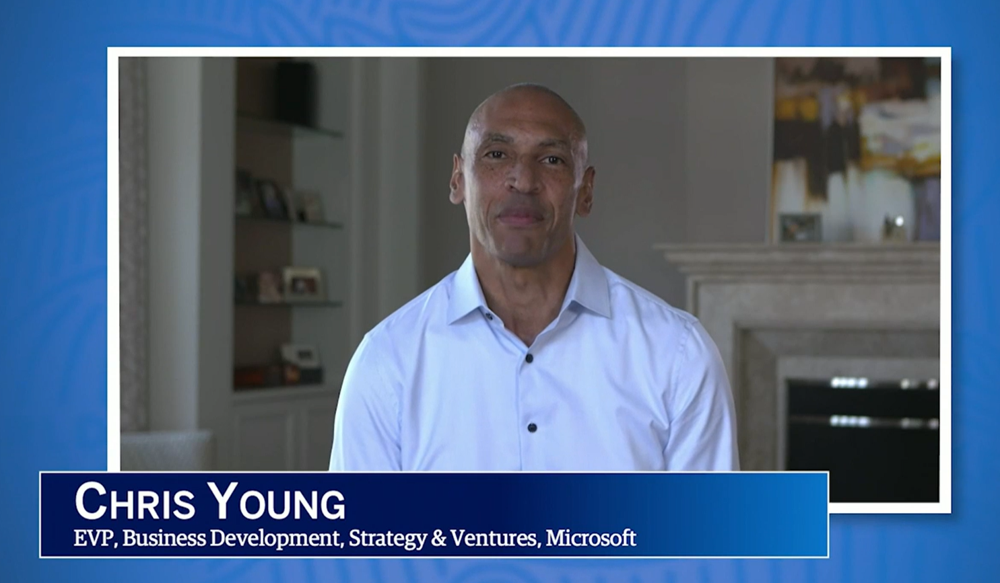 Chris Young
EVP, Business Development, Strategy & Ventures, Microsoft